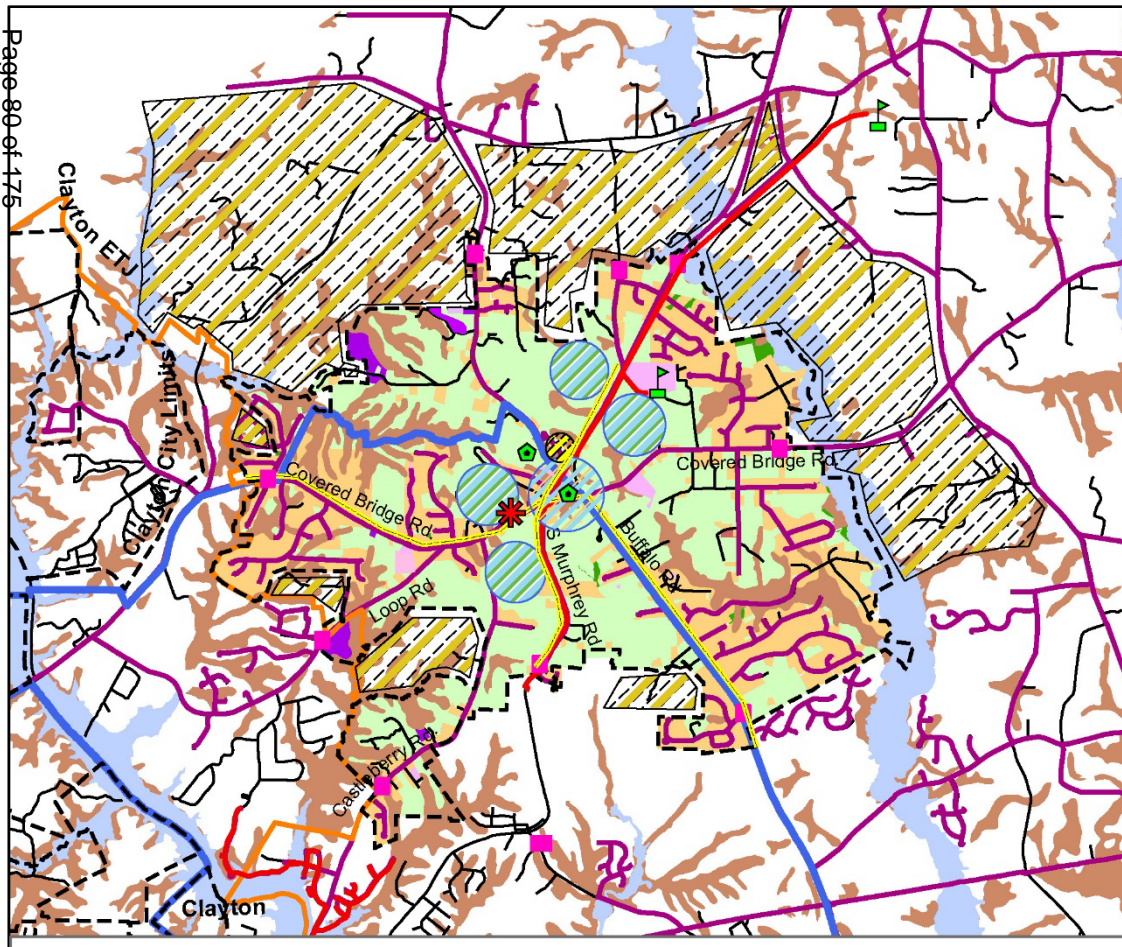 Page 80 of 175
Clayton ETJ
Clayton City Limits
Covered Bridge Rd.
Covered Bridge Rd.
Buffalo Rd.
S Murphrey Rd.
Loop Rd
Castleberry Rd.
Clayton